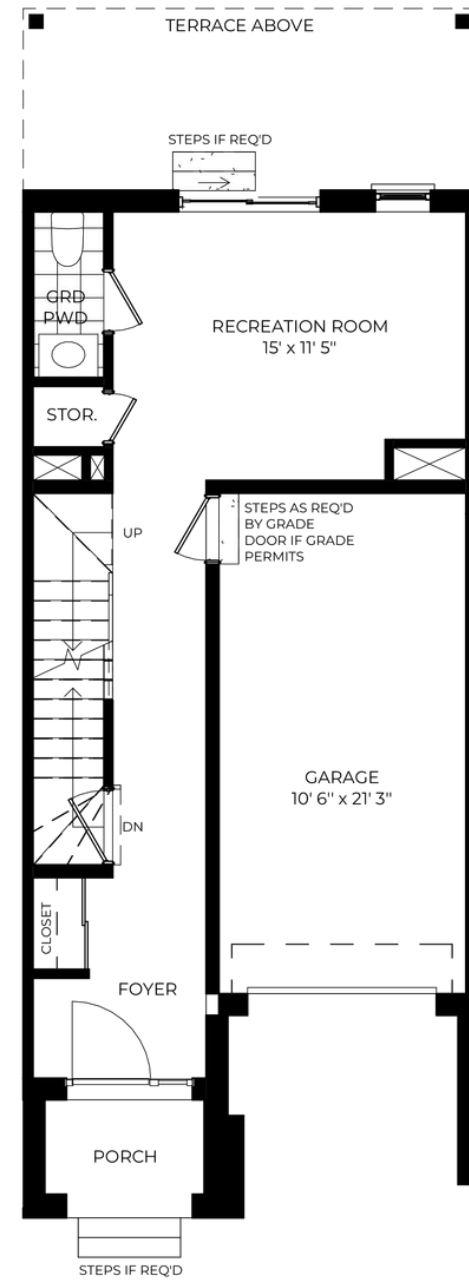 TERRACE ABOVE
STEPS IF REQ'D
GRD
PWD
RECREATION ROOM
15' x 11' 5"
STOR.
UP
STEPS AS REQ'D
BY GRADE
DOOR IF GRADE
PERMITS
GARAGE
10' 6" x 21' 3"
DN
CLOSET
FOYER
PORCH
STEPS IF REQ'D